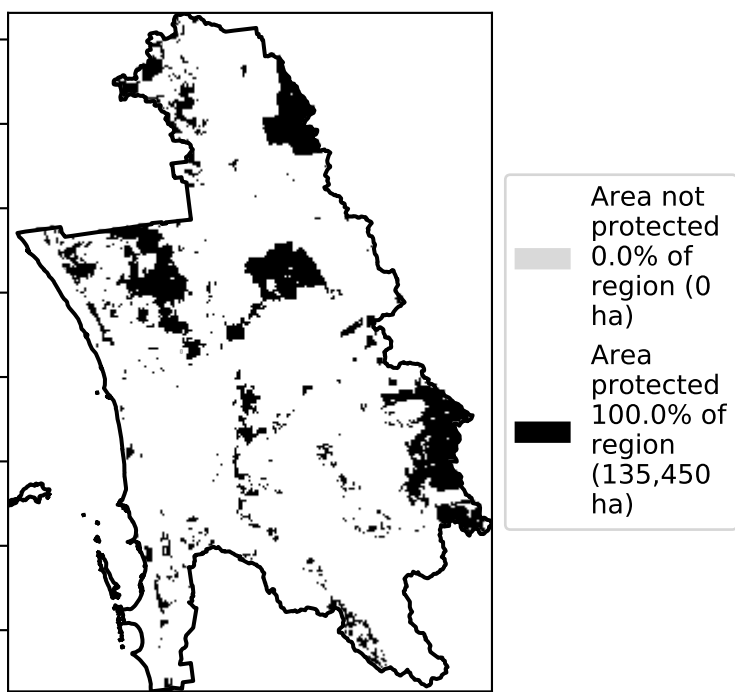 Area not
protected
0.0% of
region (0
ha)
Area
protected
100.0% of
region
(135,450
ha)